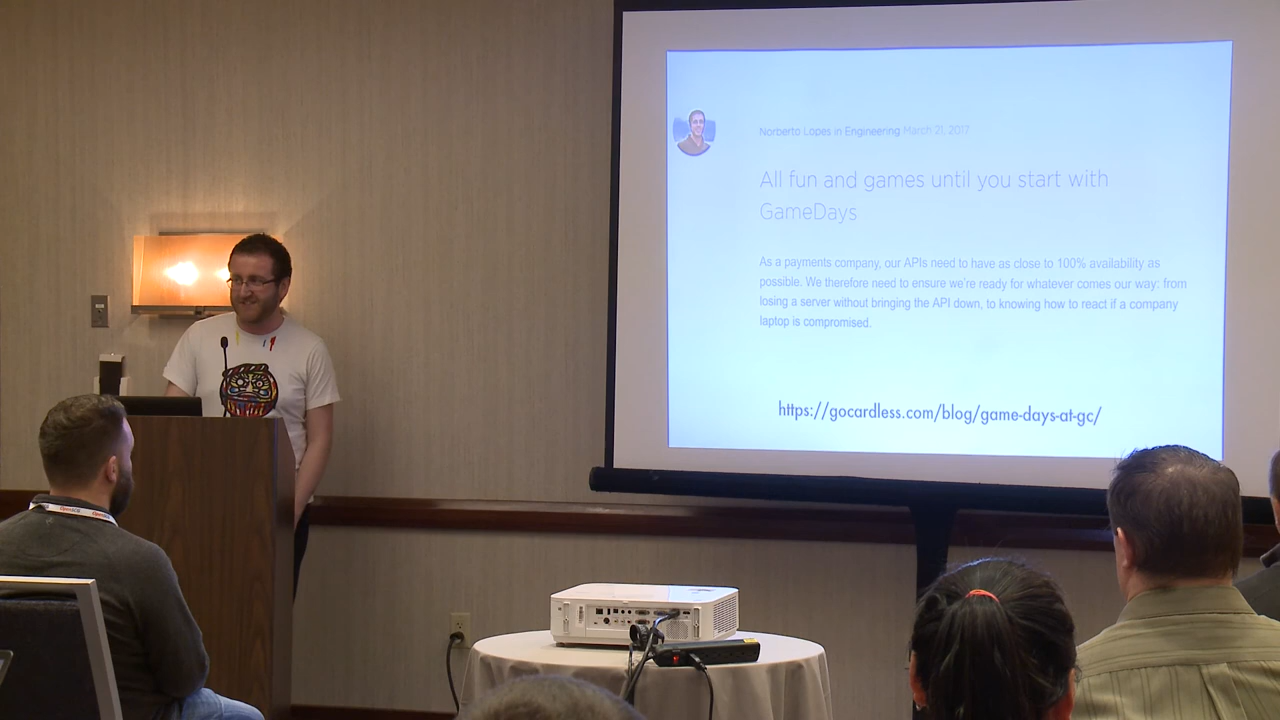 Norberto Lopes in Engineering March 21, 2017
All fun and games until you start with
GameDays
As a payments company, our APIs need to have as close to 100% availability as
possible. We therefore need to ensure we're ready for whatever comes our way: from
losing a server without bringing the API down, to knowing how to react if a company
laptop is compromised.
https://gocardless.com/blog/game-days-at-gc/